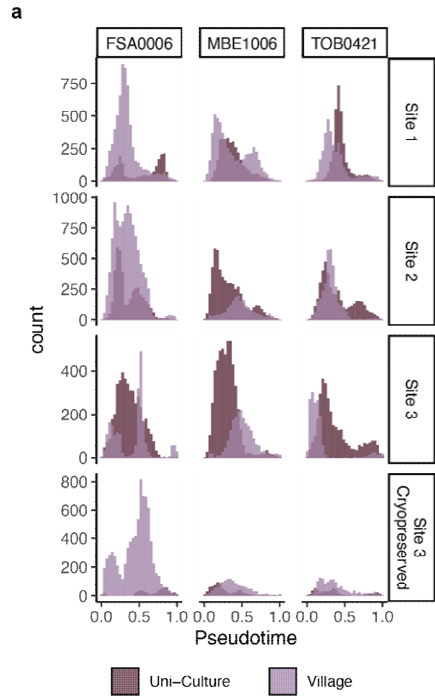 a
FSA0006 MBE1006 TOB0421
750
500
250
0
Site 1
1000
750
500
250
0
Site 2
400
200
0
Site 3
800
600
400
200
0
Site 3
Cryopreserved
count
0.0 0.5 1.0 0.0 0.5 1.0 0.0 0.5 1.0
Pseudotime
Uni−Culture Village